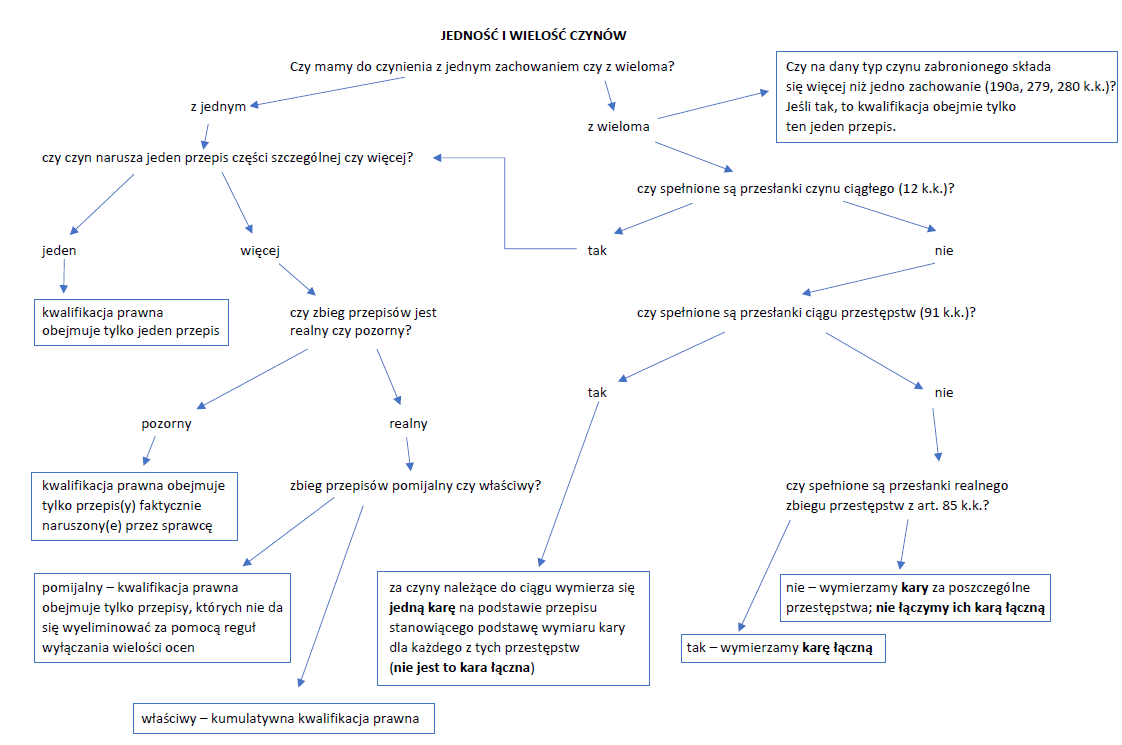 JEDNOŚĆ I WIELOŚĆ CZYNÓW
Czy mamy do czynienia z jednym zachowaniem czy z wieloma?
Czy na dany typ czynu zabronionego składa
się więcej niż jedno zachowanie (190a, 279, 280 k.k.)?
Jeśli tak, to kwalifikacja obejmie tylko
ten jeden przepis.
z jednym
z wieloma
czy czyn narusza jeden przepis części szczególnej czy więcej?
czy spełnione są przesłanki czynu ciągłego (12 k.k.)?
jeden
więcej
tak
nie
kwalifikacja prawna
obejmuje tylko jeden przepis
czy zbieg przepisów jest
realny czy pozorny?
czy spełnione są przesłanki ciągu przestępstw (91 k.k.)?
tak
nie
pozorny
realny
kwalifikacja prawna obejmuje
tylko przepis(y) faktycznie
naruszony(e) przez sprawcę
zbieg przepisów pomijalny czy właściwy?
czy spełnione są przesłanki realnego
zbiegu przestępstw z art. 85 k.k.?
pomijalny – kwalifikacja prawna
obejmuje tylko przepisy, których nie da
się wyeliminować za pomocą reguł
wyłączania wielości ocen
za czyny należące do ciągu wymierza się
jedną karę na podstawie przepisu
stanowiącego podstawę wymiaru kary
dla każdego z tych przestępstw
(nie jest to kara łączna)
nie – wymierzamy kary za poszczególne
przestępstwa; nie łączymy ich karą łączną
tak – wymierzamy karę łączną
właściwy – kumulatywna kwalifikacja prawna